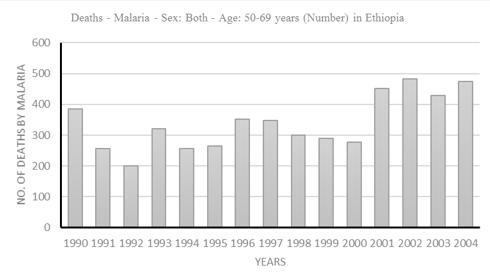 Deaths - Malaria - Sex: Both - Age: 50-69 years (Number) in Ethiopia
NO. OF DEATHS BY MALARIA
600
500
400
300
200
100
0
1990 1991 1992 1993 1994 1995 1996 1997 1998 1999 2000 2001 2002 2003 2004
YEARS